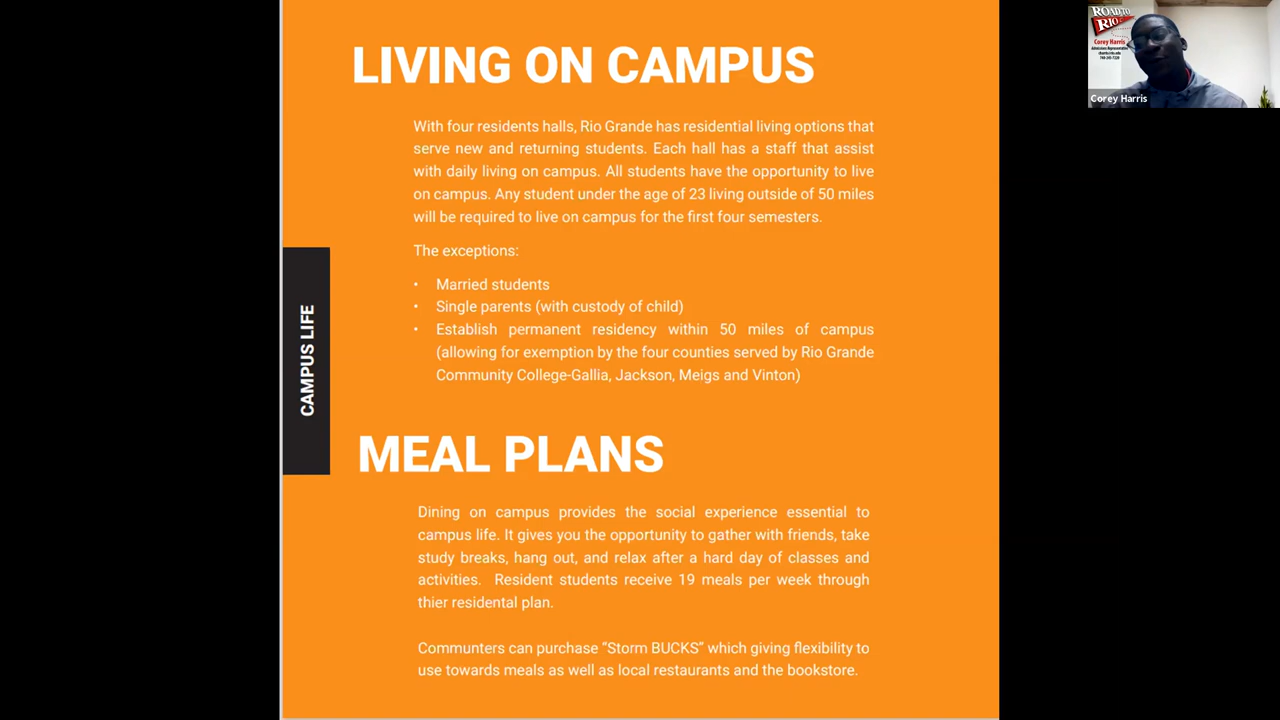 LIVING ON CAMPUS
With four residents halls, Rio Grande has residential living options that
serve new and returning students. Each hall has a staff that assist
with daily living on campus. All students have the opportunity to live
on campus. Any student under the age of 23 living outside of 50 miles
will be required to live on campus for the first four semesters.
The exceptions:
• Married students
• Single parents (with custody of child)
• Establish permanent residency within 50 miles of campus
(allowing for exemption by the four counties served by Rio Grande
Community College-Gallia, Jackson, Meigs and Vinton)
CAMPUS LIFE
MEAL PLANS
Dining on campus provides the social experience essential to
campus life. It gives you the opportunity to gather with friends, take
study breaks, hang out, and relax after a hard day of classes and
activities. Resident students receive 19 meals per week through
thier residental plan.
Communters can purchase “Storm BUCKS” which giving flexibility to
use towards meals as well as local restaurants and the bookstore.
ROAD TO
RIO
Corey Harris
Admissions Representative
Corey Harris